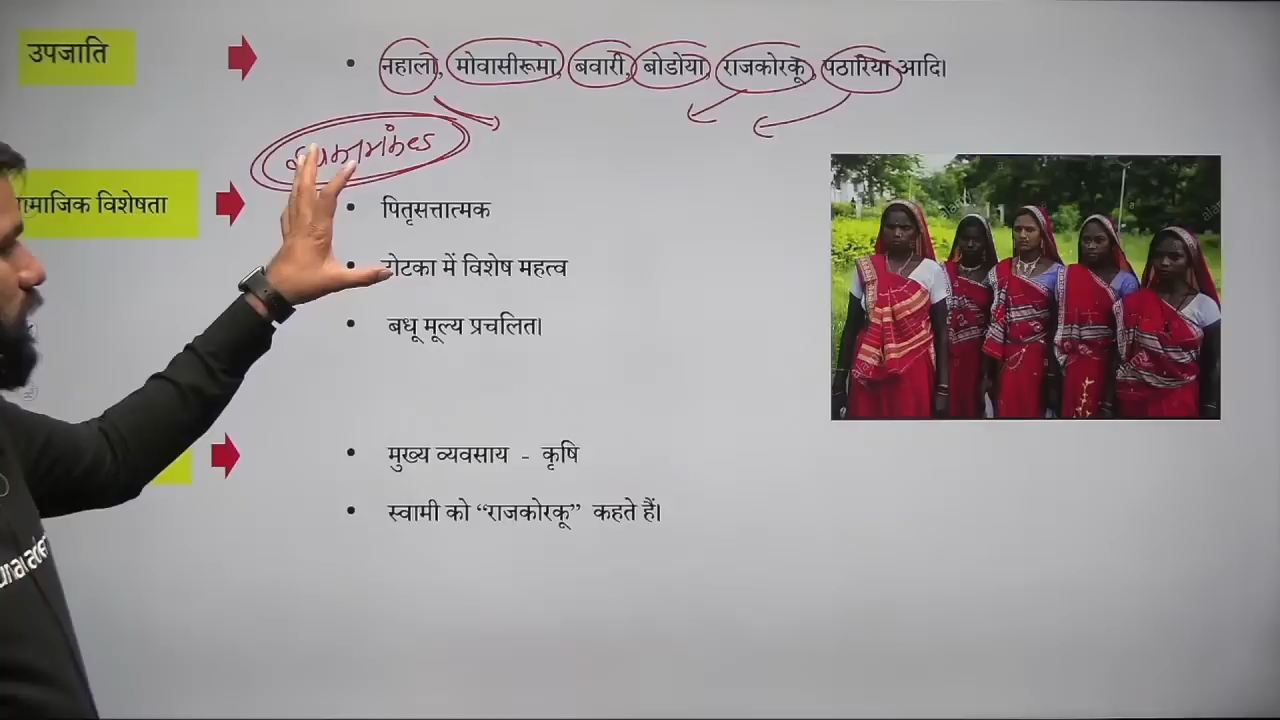 उपजाति
नहालो, मोवासीरूमा, बवारी, बोडोया, राजकोरकू, पठारिया आदि।
माजिक विशेषता
पितृसत्तात्मक
गोटका में विशेष महत्व
बधू मूल्य प्रचलित।
मुख्य व्यवसाय - कृषि
स्वामी को “राजकोरकू” कहते हैं।